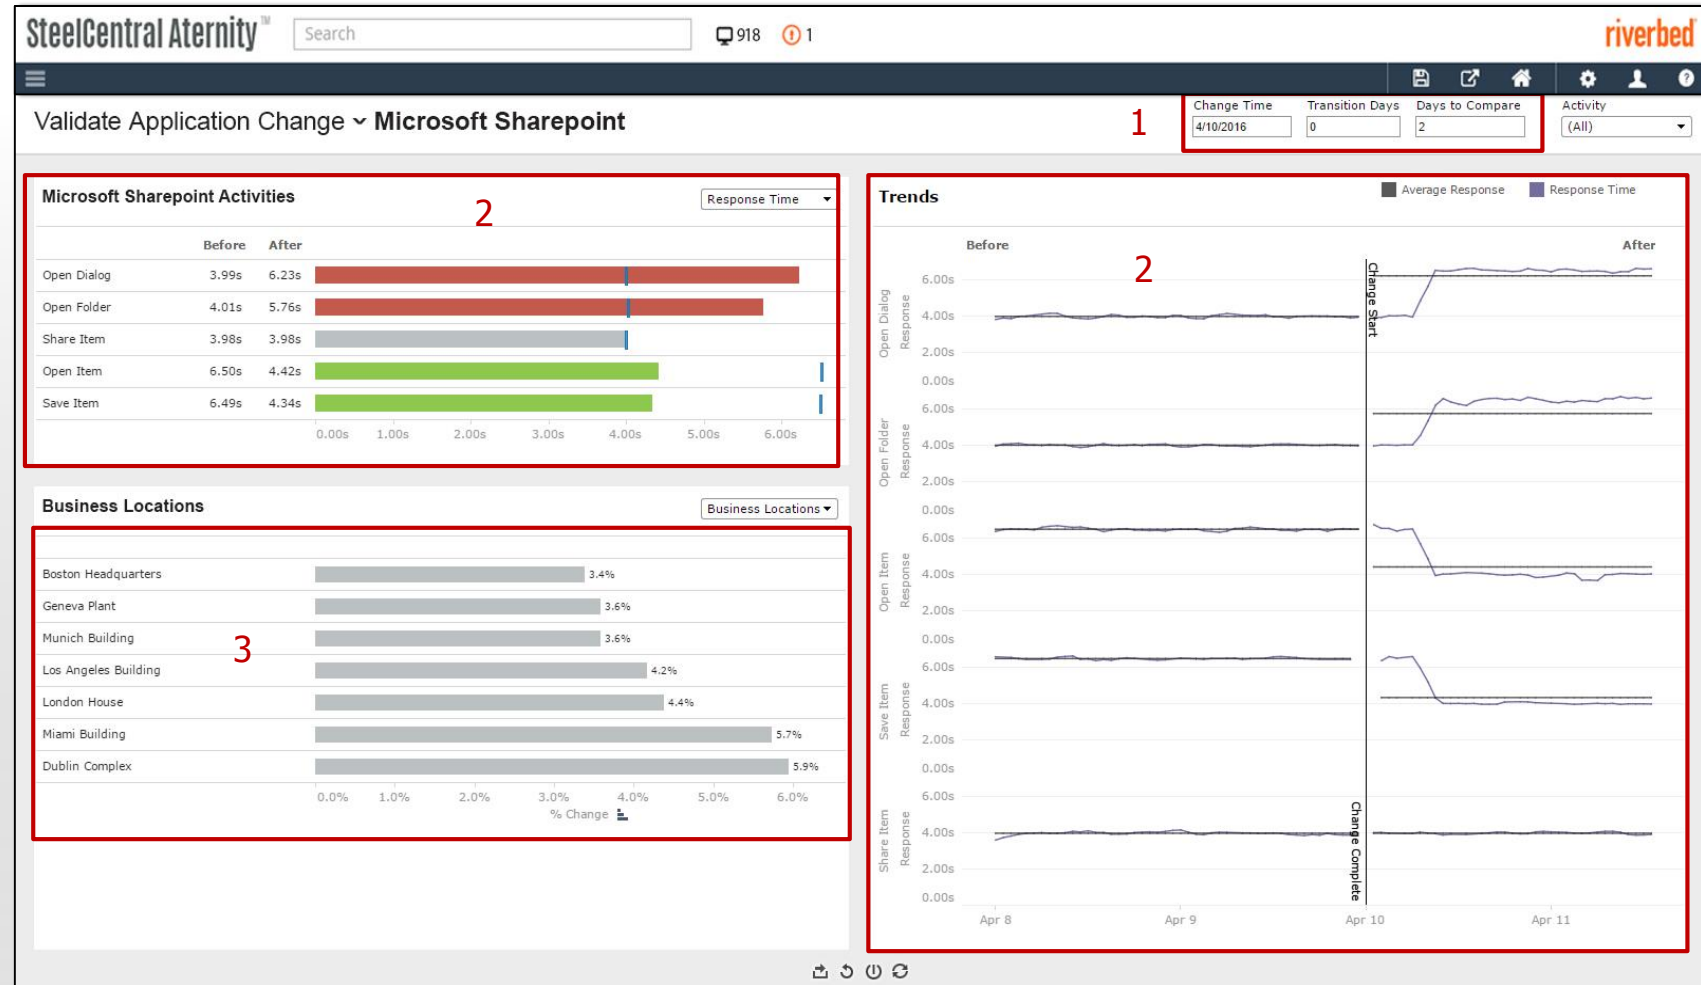 SteelCentral Aternity™
Search
918
1
riverbed
Validate Application Change Microsoft Sharepoint
1
Change Time Transition Days Days to Compare Activity
4/10/2016 0 2 (All)
Microsoft Sharepoint Activities
2
Response Time
Before After
Open Dialog 3.99s 6.23s
Open Folder 4.01s 5.76s
Share Item 3.98s 3.98s
Open Item 6.50s 4.42s
Save Item 6.49s 4.34s
0.00s 1.00s 2.00s 3.00s 4.00s 5.00s 6.00s
Business Locations
Business Locations
3
Boston Headquarters 3.4%
Geneva Plant 3.6%
Munich Building 3.6%
Los Angeles Building 4.2%
London House 4.4%
Miami Building 5.7%
Dublin Complex 5.9%
0.0% 1.0% 2.0% 3.0% 4.0% 5.0% 6.0%
% Change
Trends
Average Response Response Time
Before After
2
Change Start
Open Dialog
Response
6.00s
4.00s
2.00s
0.00s
Open Folder
Response
6.00s
4.00s
2.00s
0.00s
Open Item
Response
6.00s
4.00s
2.00s
0.00s
Save Item
Response
6.00s
4.00s
2.00s
0.00s
Share Item
Response
6.00s
4.00s
2.00s
0.00s
Change Complete
Apr 8 Apr 9 Apr 10 Apr 11